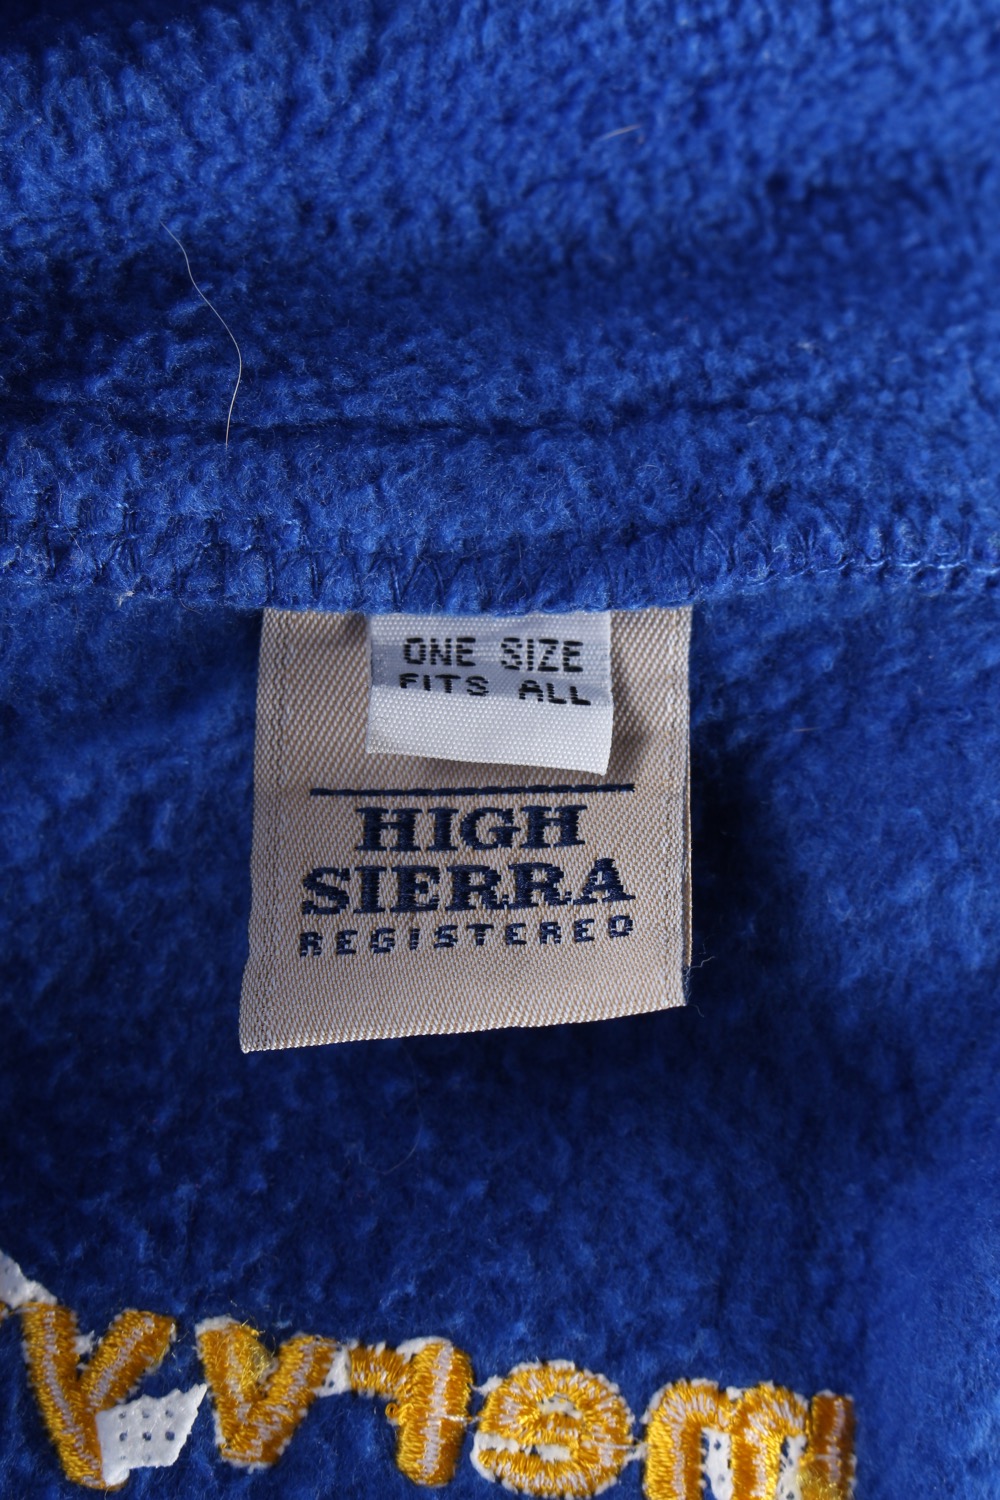 ONE SIZE
FITS ALL
HIGH
SIERRA
REGISTERED